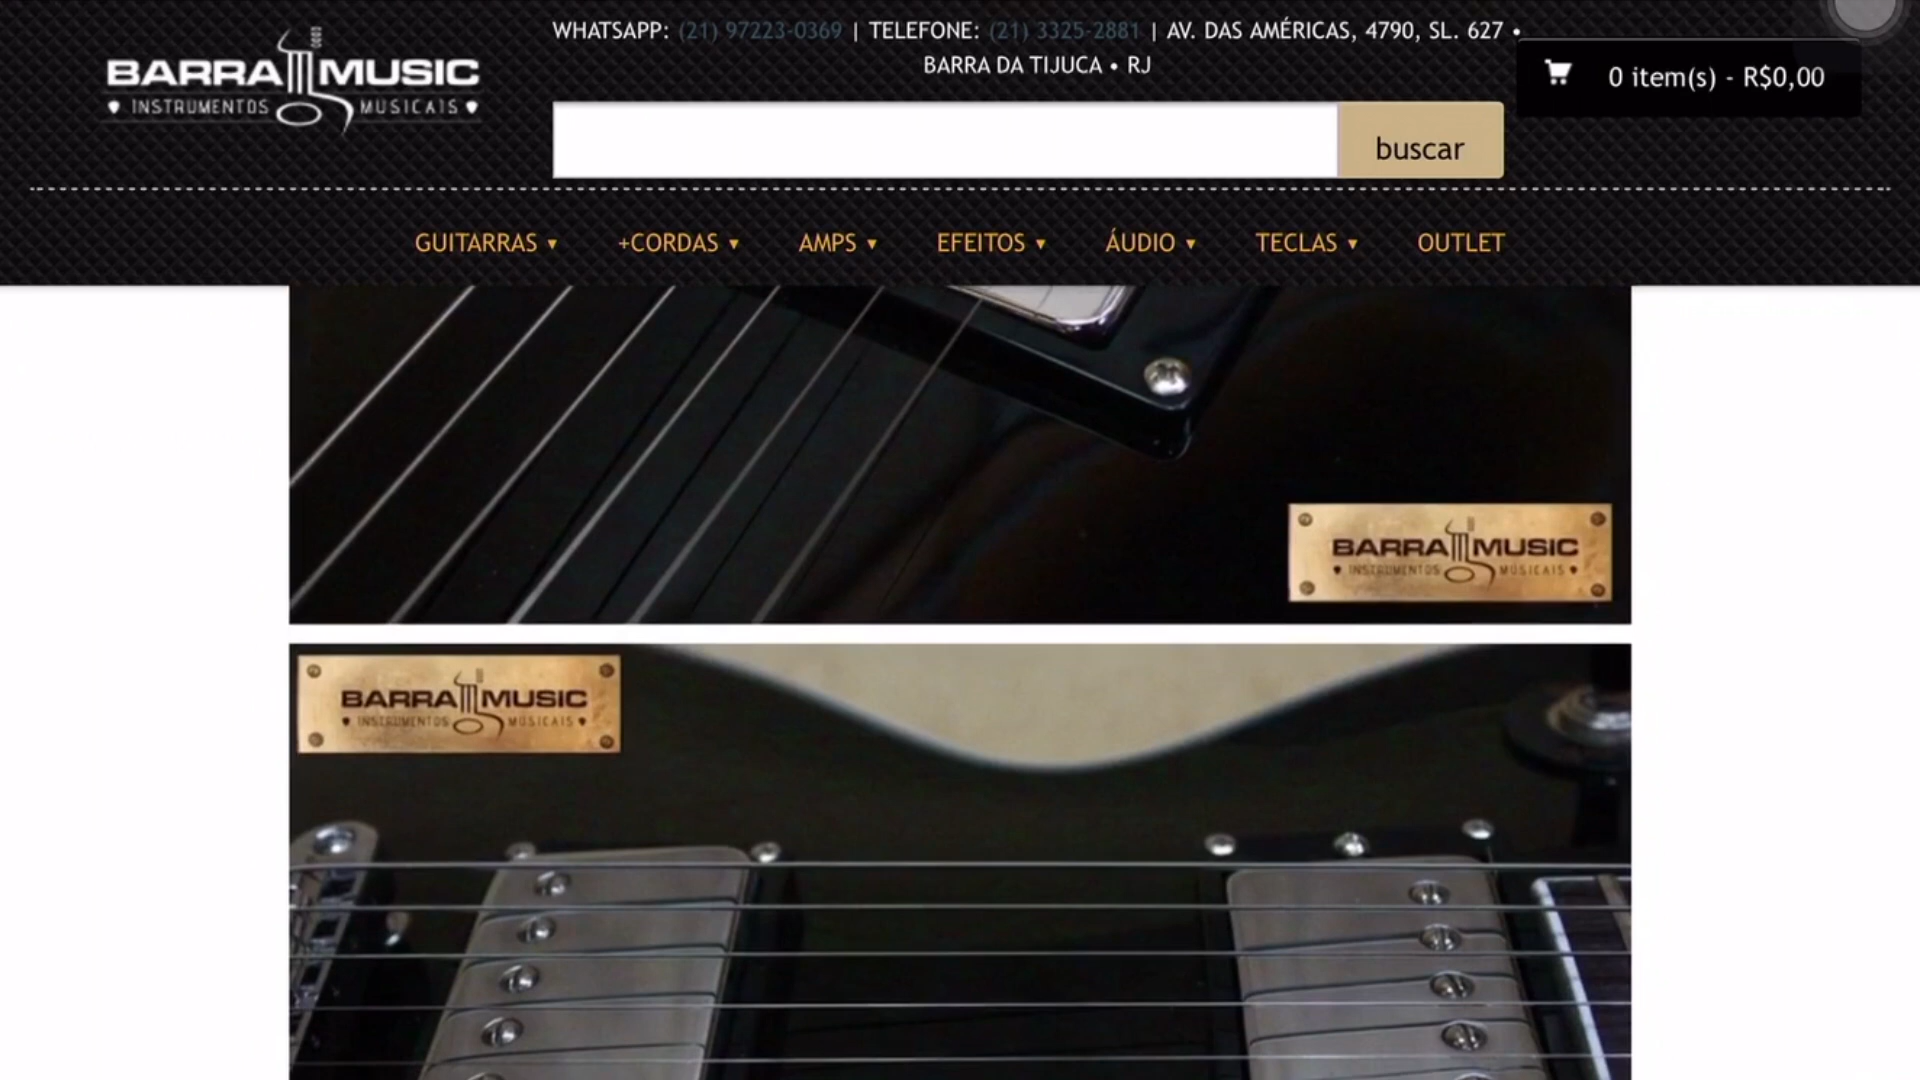 BARRA MUSIC
INSTRUMENTOS MUSICAIS
WHATSAPP: (21) 97223-0369 | TELEFONE: (21) 3325-2881 | AV. DAS AMÉRICAS, 4790, SL. 627 •
BARRA DA TIJUCA • RJ
0 item(s) - R$0,00
buscar
GUITARRAS ▼ +CORDAS ▼ AMPS ▼ EFEITOS ▼ ÁUDIO ▼ TECLAS ▼ OUTLET
BARRA MUSIC
INSTRUMENTOS MUSICAIS
BARRA MUSIC
INSTRUMENTOS MUSICAIS